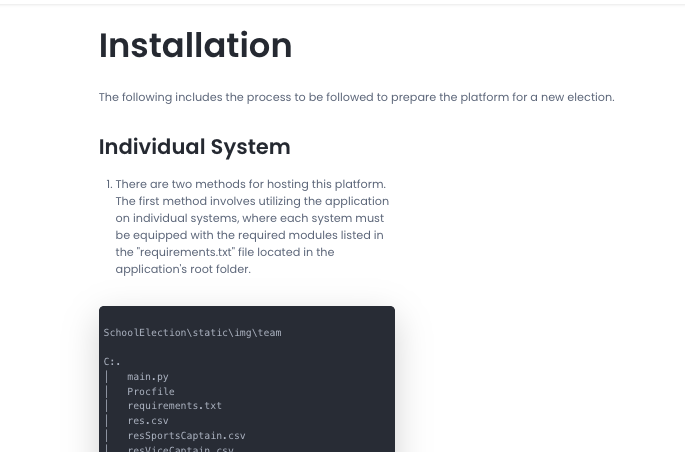 Installation
The following includes the process to be followed to prepare the platform for a new election.
Individual System
1. There are two methods for hosting this platform.
The first method involves utilizing the application
on individual systems, where each system must
be equipped with the required modules listed in
the "requirements.txt" file located in the
application's root folder.
SchoolElection\static\img\team
C:.
│   main.py
│   Procfile
│   requirements.txt
│   res.csv
│   resSportsCaptain.csv
│   resViceCaptain.csv